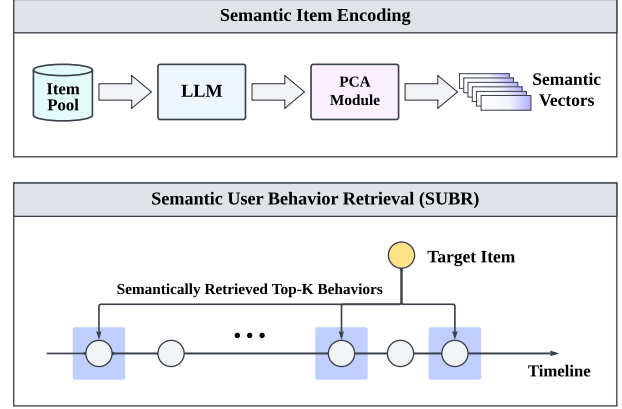 Semantic Item Encoding
Item
Pool
LLM
PCA
Module
Semantic
Vectors
Semantic User Behavior Retrieval (SUBR)
Target Item
Semantically Retrieved Top-K Behaviors
...
Timeline